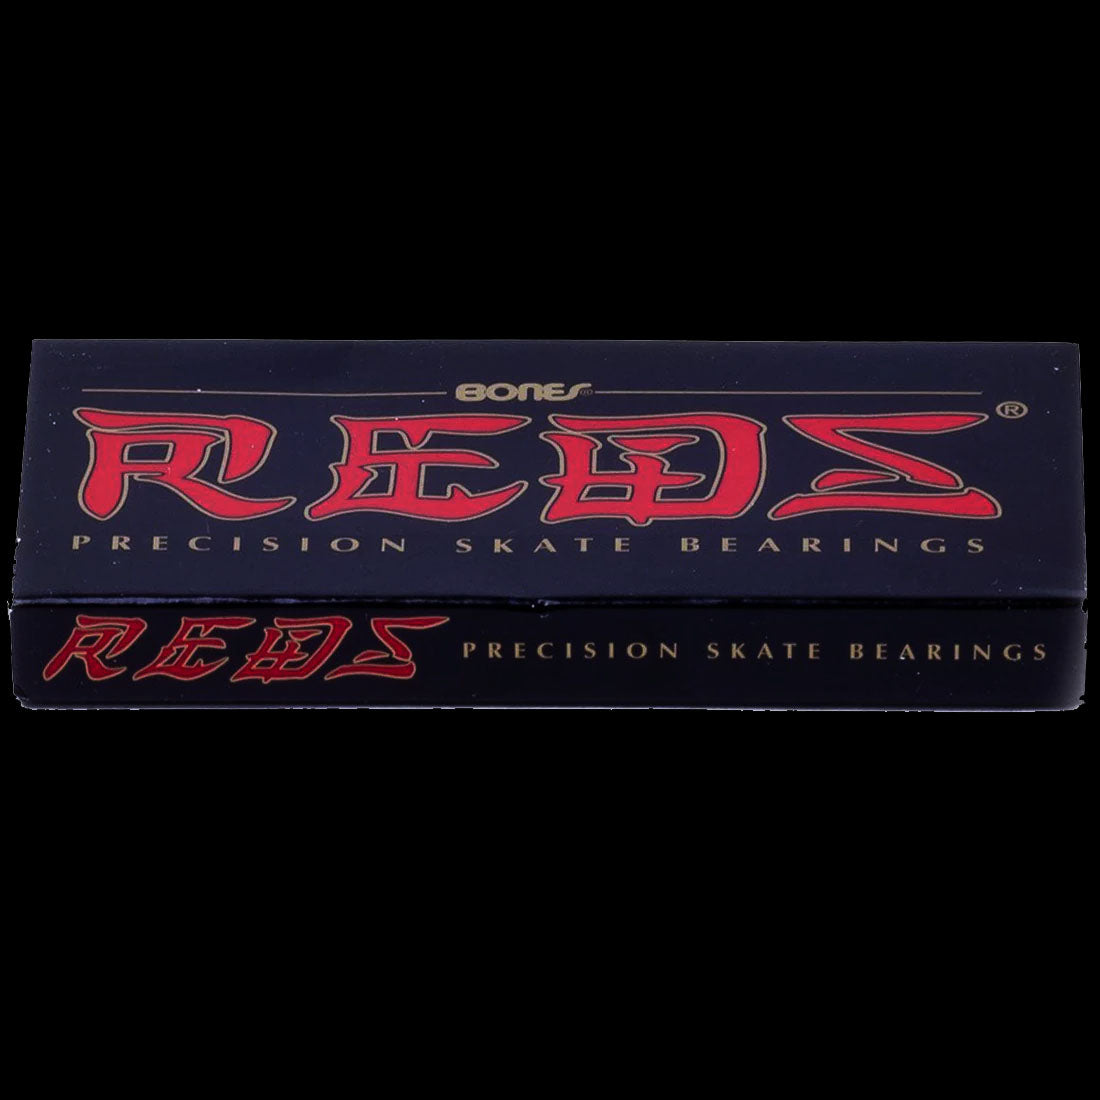 BONES®
REDS®
PRECISION SKATE BEARINGS
REDS PRECISION SKATE BEARINGS